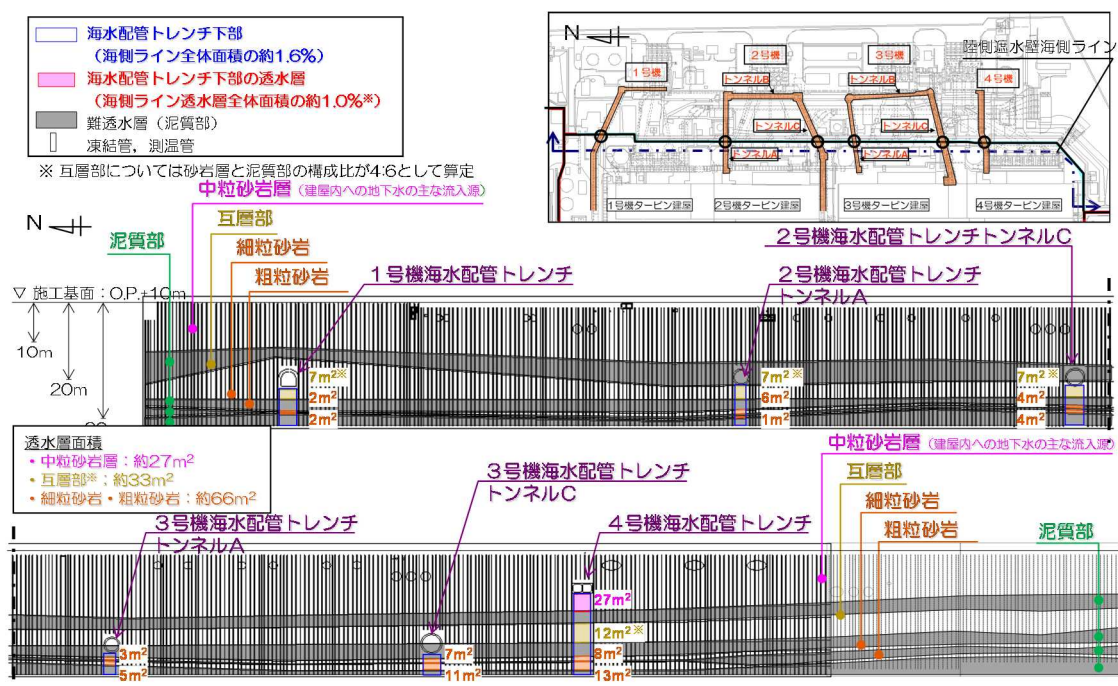 海水配管トレンチ下部
（海側ライン全体面積の約1.6%）
海水配管トレンチ下部の透水層
（海側ライン透水層全体面積の約1.0%※）
難透水層（泥質部）
凍結管，測温管
※ 互層部については砂岩層と泥質部の構成比が4:6として算定
N
1号機
2号機
3号機
4号機
トンネルB
トンネルB
トンネルC
トンネルC
トンネルA
トンネルA
1号機タービン建屋
2号機タービン建屋
3号機タービン建屋
4号機タービン建屋
陸側遮水壁海側ライン
中粒砂岩層（建屋内への地下水の主な流入源）
N
互層部
泥質部
細粒砂岩
粗粒砂岩
1号機海水配管トレンチ
2号機海水配管トレンチ
トンネルA
2号機海水配管トレンチトンネルC
▽ 施工基面：O.P.+10m
10m
20m
7m²※
2m²
2m²
7m²※
6m²
1m²
7m²※
4m²
4m²
透水層面積
・中粒砂岩層：約27m²
・互層部※：約33m²
・細粒砂岩・粗粒砂岩：約66m²
中粒砂岩層（建屋内への地下水の主な流入源）
互層部
細粒砂岩
粗粒砂岩
泥質部
3号機海水配管トレンチ
トンネルA
3号機海水配管トレンチ
トンネルC
4号機海水配管トレンチ
3m²
5m²
7m²
11m²
27m²
12m²※
8m²
13m²